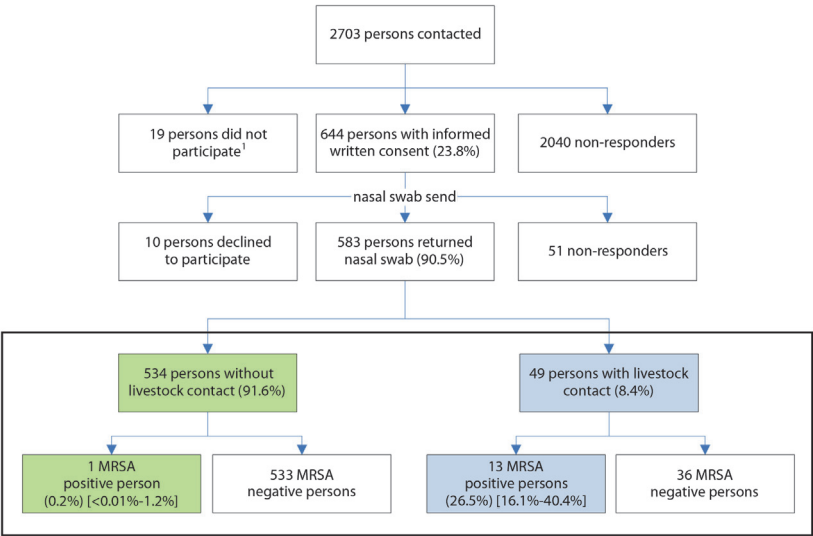 2703 persons contacted
19 persons did not
participate¹
644 persons with informed
written consent (23.8%)
2040 non-responders
nasal swab send
10 persons declined
to participate
583 persons returned
nasal swab (90.5%)
51 non-responders
534 persons without
livestock contact (91.6%)
49 persons with livestock
contact (8.4%)
1 MRSA
positive person
(0.2%) [<0.01%-1.2%]
533 MRSA
negative persons
13 MRSA
positive persons
(26.5%) [16.1%-40.4%]
36 MRSA
negative persons